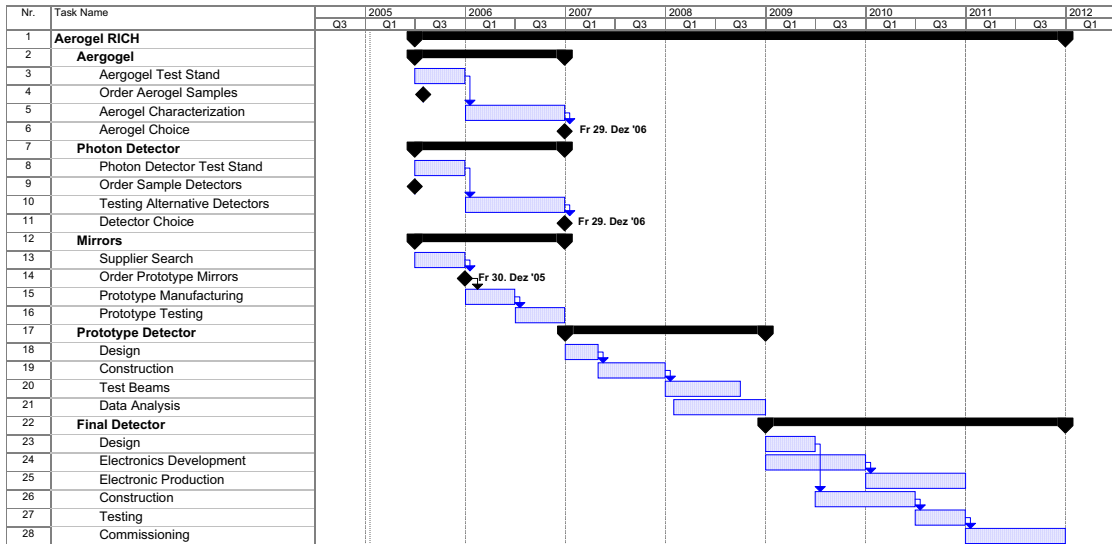 Nr. Task Name 2005 2006 2007 2008 2009 2010 2011 2012
Q3 Q1 Q3 Q1 Q3 Q1 Q3 Q1 Q3 Q1 Q3 Q1 Q3 Q1 Q3 Q1
1 Aerogel RICH
2 Aergogel
3 Aergogel Test Stand
4 Order Aerogel Samples
5 Aerogel Characterization
6 Aerogel Choice Fr 29. Dez '06
7 Photon Detector
8 Photon Detector Test Stand
9 Order Sample Detectors
10 Testing Alternative Detectors
11 Detector Choice Fr 29. Dez '06
12 Mirrors
13 Supplier Search
14 Order Prototype Mirrors Fr 30. Dez '05
15 Prototype Manufacturing
16 Prototype Testing
17 Prototype Detector
18 Design
19 Construction
20 Test Beams
21 Data Analysis
22 Final Detector
23 Design
24 Electronics Development
25 Electronic Production
26 Construction
27 Testing
28 Commissioning